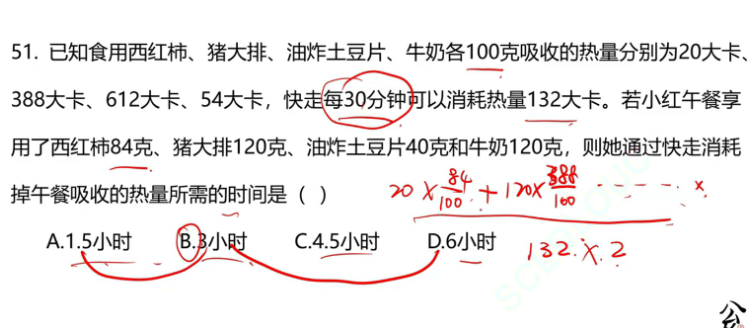 51. 已知食用西红柿、猪大排、油炸土豆片、牛奶各100克吸收的热量分别为20大卡、
388大卡、612大卡、54大卡，快走每30分钟可以消耗热量132大卡。若小红午餐享
用了西红柿84克、猪大排120克、油炸土豆片40克和牛奶120克，则她通过快走消耗
掉午餐吸收的热量所需的时间是（ ）
20 × 84/100 + 120 × 388/100 ------
A.1.5小时 B.3小时 C.4.5小时 D.6小时
132 × 2
公